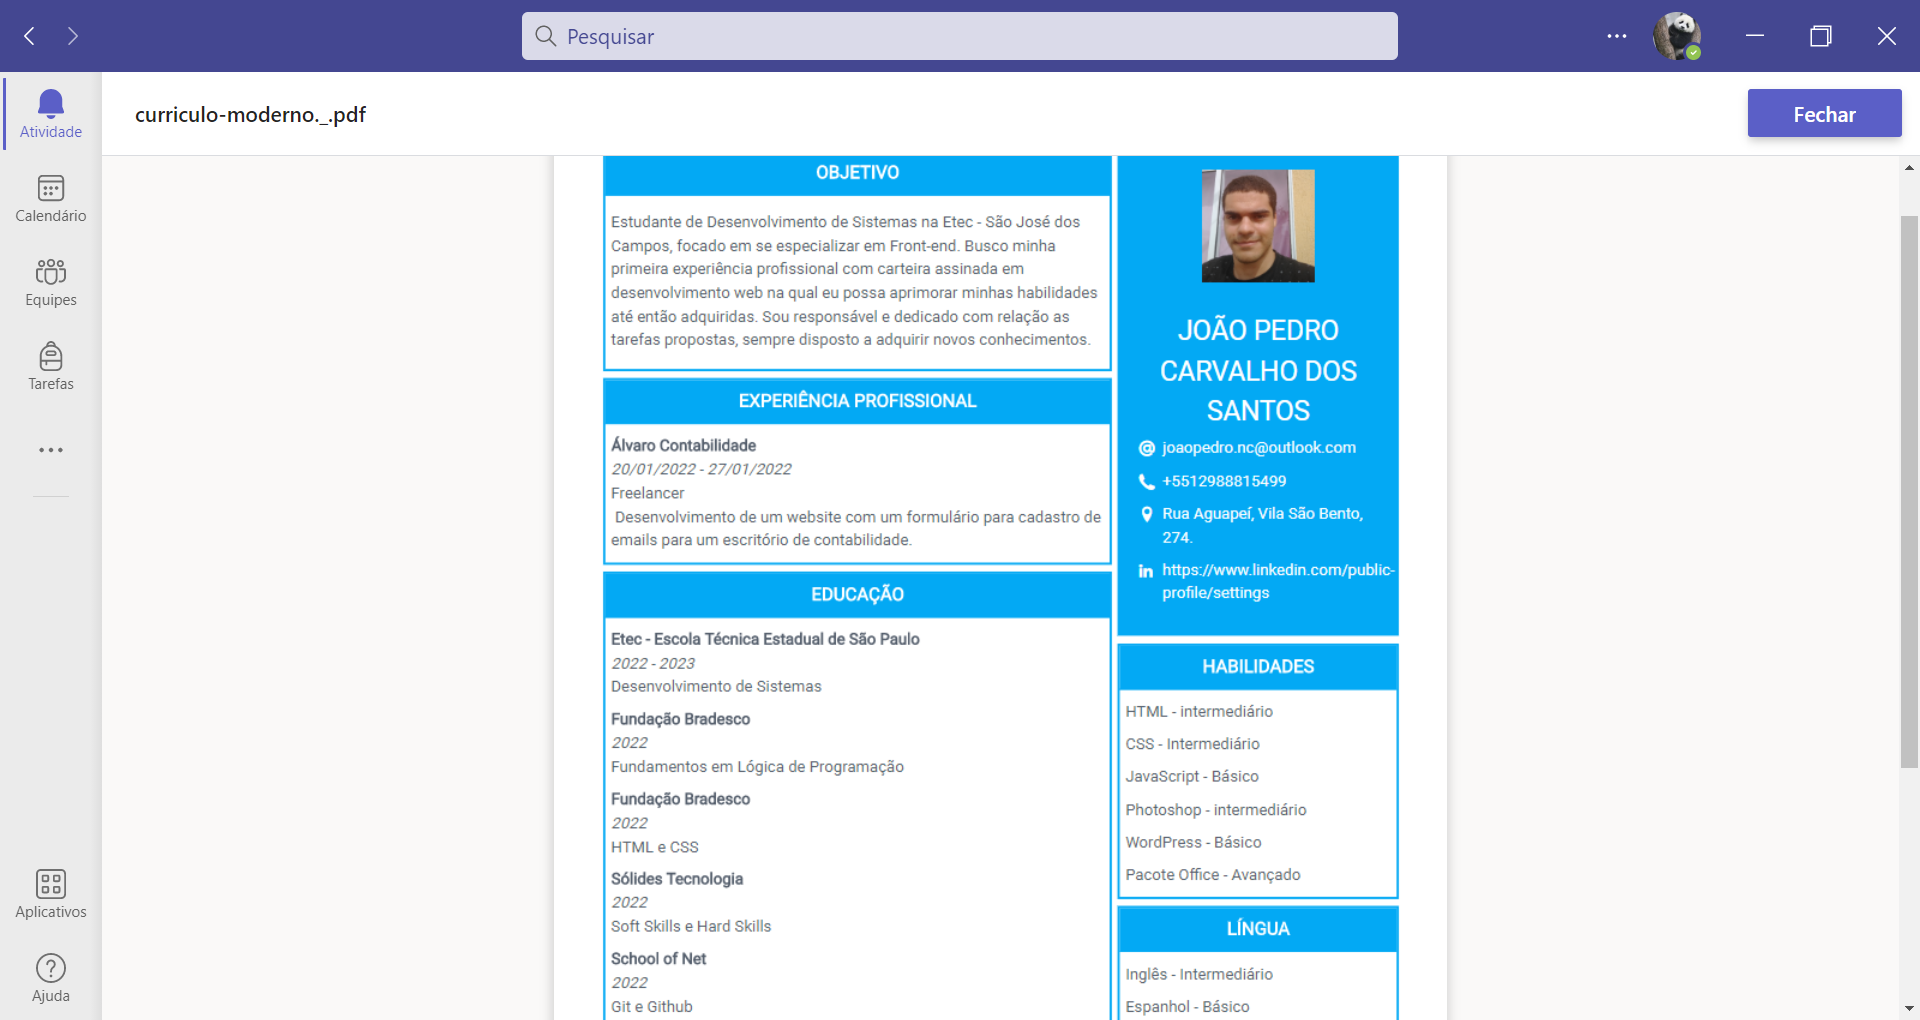 Pesquisar
Atividade
Calendário
Equipes
Tarefas
Aplicativos
Ajuda
curriculo-moderno._.pdf
Fechar
OBJETIVO
Estudante de Desenvolvimento de Sistemas na Etec - São José dos
Campos, focado em se especializar em Front-end. Busco minha
primeira experiência profissional com carteira assinada em
desenvolvimento web na qual eu possa aprimorar minhas habilidades
até então adquiridas. Sou responsável e dedicado com relação as
tarefas propostas, sempre disposto a adquirir novos conhecimentos.
EXPERIÊNCIA PROFISSIONAL
Álvaro Contabilidade
20/01/2022 - 27/01/2022
Freelancer
Desenvolvimento de um website com um formulário para cadastro de
emails para um escritório de contabilidade.
EDUCAÇÃO
Etec - Escola Técnica Estadual de São Paulo
2022 - 2023
Desenvolvimento de Sistemas
Fundação Bradesco
2022
Fundamentos em Lógica de Programação
Fundação Bradesco
2022
HTML e CSS
Sólides Tecnologia
2022
Soft Skills e Hard Skills
School of Net
2022
Git e Github
JOÃO PEDRO
CARVALHO DOS
SANTOS
joaopedro.nc@outlook.com
+5512988815499
Rua Aguapeí, Vila São Bento,
274.
https://www.linkedin.com/public-
profile/settings
HABILIDADES
HTML - intermediário
CSS - Intermediário
JavaScript - Básico
Photoshop - intermediário
WordPress - Básico
Pacote Office - Avançado
LÍNGUA
Inglês - Intermediário
Espanhol - Básico